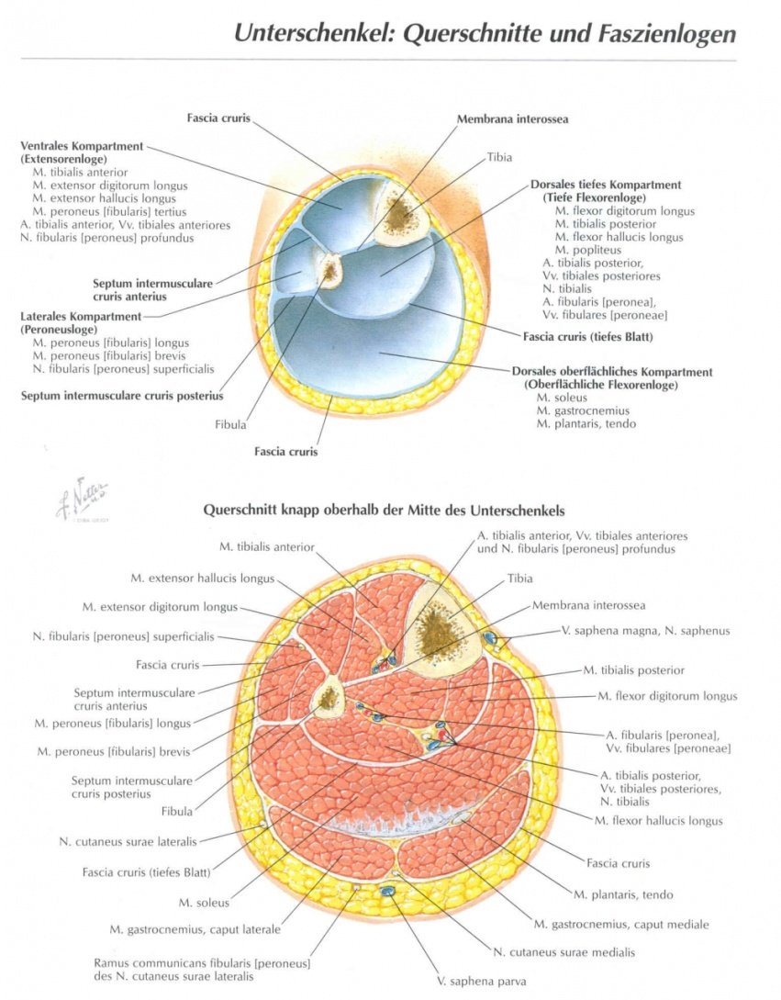 Unterschenkel: Querschnitte und Faszienlogen
Fascia cruris
Membrana interossea
Ventrales Kompartment
(Extensorenloge)
M. tibialis anterior
M. extensor digitorum longus
M. extensor hallucis longus
M. peroneus [fibularis] tertius
A. tibialis anterior, Vv. tibiales anteriores
N. fibularis [peroneus] profundus
Tibia
Dorsales tiefes Kompartment
(Tiefe Flexorenloge)
M. flexor digitorum longus
M. tibialis posterior
M. flexor hallucis longus
M. popliteus
A. tibialis posterior,
Vv. tibiales posteriores
N. tibialis
A. fibularis [peronea],
Vv. fibulares [peroneae]
Septum intermusculare
cruris anterius
Laterales Kompartment
(Peroneusloge)
M. peroneus [fibularis] longus
M. peroneus [fibularis] brevis
N. fibularis [peroneus] superficialis
Fascia cruris (tiefes Blatt)
Dorsales oberflächliches Kompartment
(Oberflächliche Flexorenloge)
M. soleus
M. gastrocnemius
M. plantaris, tendo
Septum intermusculare cruris posterius
Fibula
Fascia cruris
F. Netter
M.D.
Querschnitt knapp oberhalb der Mitte des Unterschenkels
M. tibialis anterior
A. tibialis anterior, Vv. tibiales anteriores
und N. fibularis [peroneus] profundus
M. extensor hallucis longus
Tibia
M. extensor digitorum longus
Membrana interossea
N. fibularis [peroneus] superficialis
V. saphena magna, N. saphenus
Fascia cruris
M. tibialis posterior
Septum intermusculare
cruris anterius
M. flexor digitorum longus
M. peroneus [fibularis] longus
A. fibularis [peronea],
Vv. fibulares [peroneae]
M. peroneus [fibularis] brevis
A. tibialis posterior,
Vv. tibiales posteriores,
N. tibialis
Septum intermusculare
cruris posterius
Fibula
M. flexor hallucis longus
N. cutaneus surae lateralis
Fascia cruris
Fascia cruris (tiefes Blatt)
M. plantaris, tendo
M. soleus
M. gastrocnemius, caput mediale
M. gastrocnemius, caput laterale
N. cutaneus surae medialis
Ramus communicans fibularis [peroneus]
des N. cutaneus surae lateralis
V. saphena parva